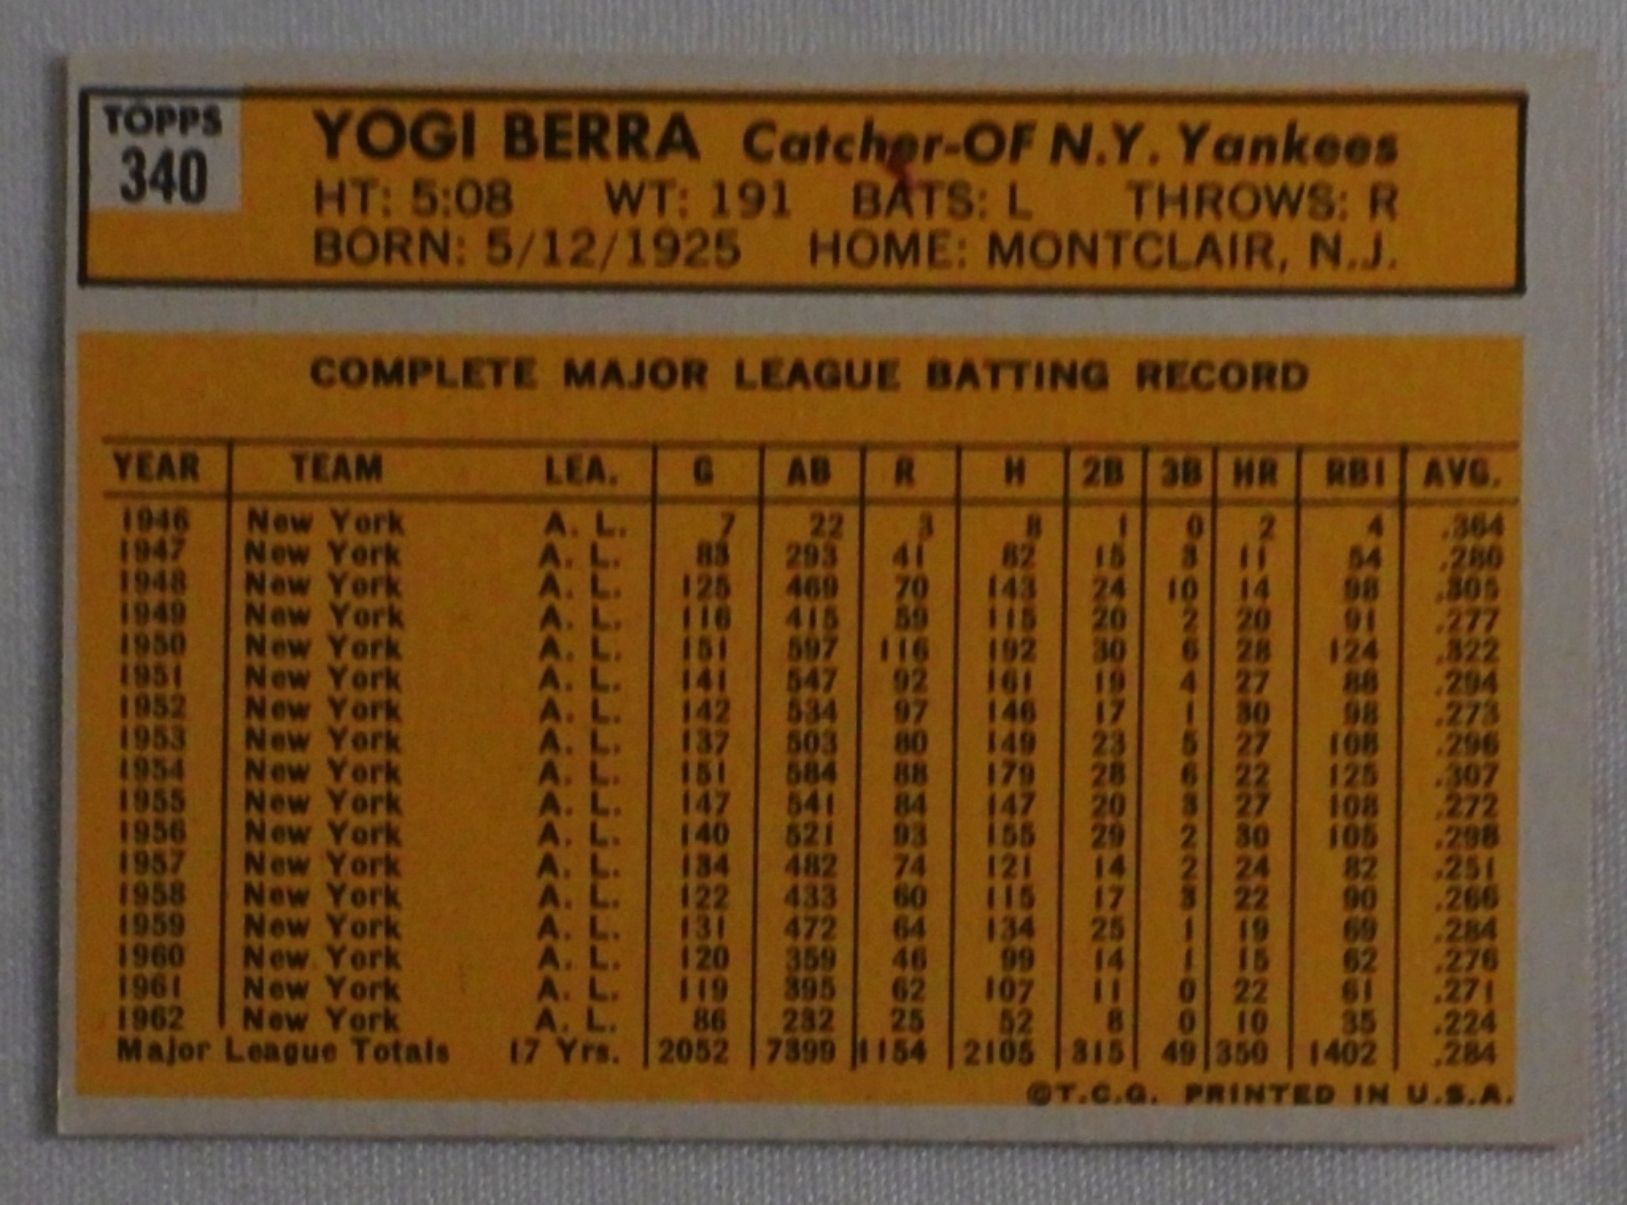 TOPPS
340
YOGI BERRA Catcher-OF N.Y. Yankees
HT: 5:08 WT: 191 BATS: L THROWS: R
BORN: 5/12/1925 HOME: MONTCLAIR, N.J.
COMPLETE MAJOR LEAGUE BATTING RECORD
YEAR TEAM LEA. G AB R H 2B 3B HR RBI AVG.
1946 New York A. L. 7 22 3 8 1 0 2 4 .364
1947 New York A. L. 83 293 41 82 15 3 11 54 .280
1948 New York A. L. 125 469 70 143 24 10 14 98 .305
1949 New York A. L. 116 415 59 115 20 2 20 91 .277
1950 New York A. L. 151 597 116 192 30 6 28 124 .322
1951 New York A. L. 141 547 92 161 19 4 27 88 .294
1952 New York A. L. 142 534 97 146 17 1 30 98 .273
1953 New York A. L. 137 503 80 149 23 5 27 108 .296
1954 New York A. L. 151 584 88 179 28 6 22 125 .307
1955 New York A. L. 147 541 84 147 20 3 27 108 .272
1956 New York A. L. 140 521 93 155 29 2 30 105 .298
1957 New York A. L. 134 482 74 121 14 2 24 82 .251
1958 New York A. L. 122 433 60 115 17 3 22 90 .266
1959 New York A. L. 131 472 64 134 25 1 19 69 .284
1960 New York A. L. 120 359 46 99 14 1 15 62 .276
1961 New York A. L. 119 395 62 107 11 0 22 61 .271
1962 New York A. L. 86 232 25 52 8 0 10 35 .224
Major League Totals 17 Yrs. 2052 7399 1154 2105 315 49 350 1402 .284
©T.C.G. PRINTED IN U.S.A.